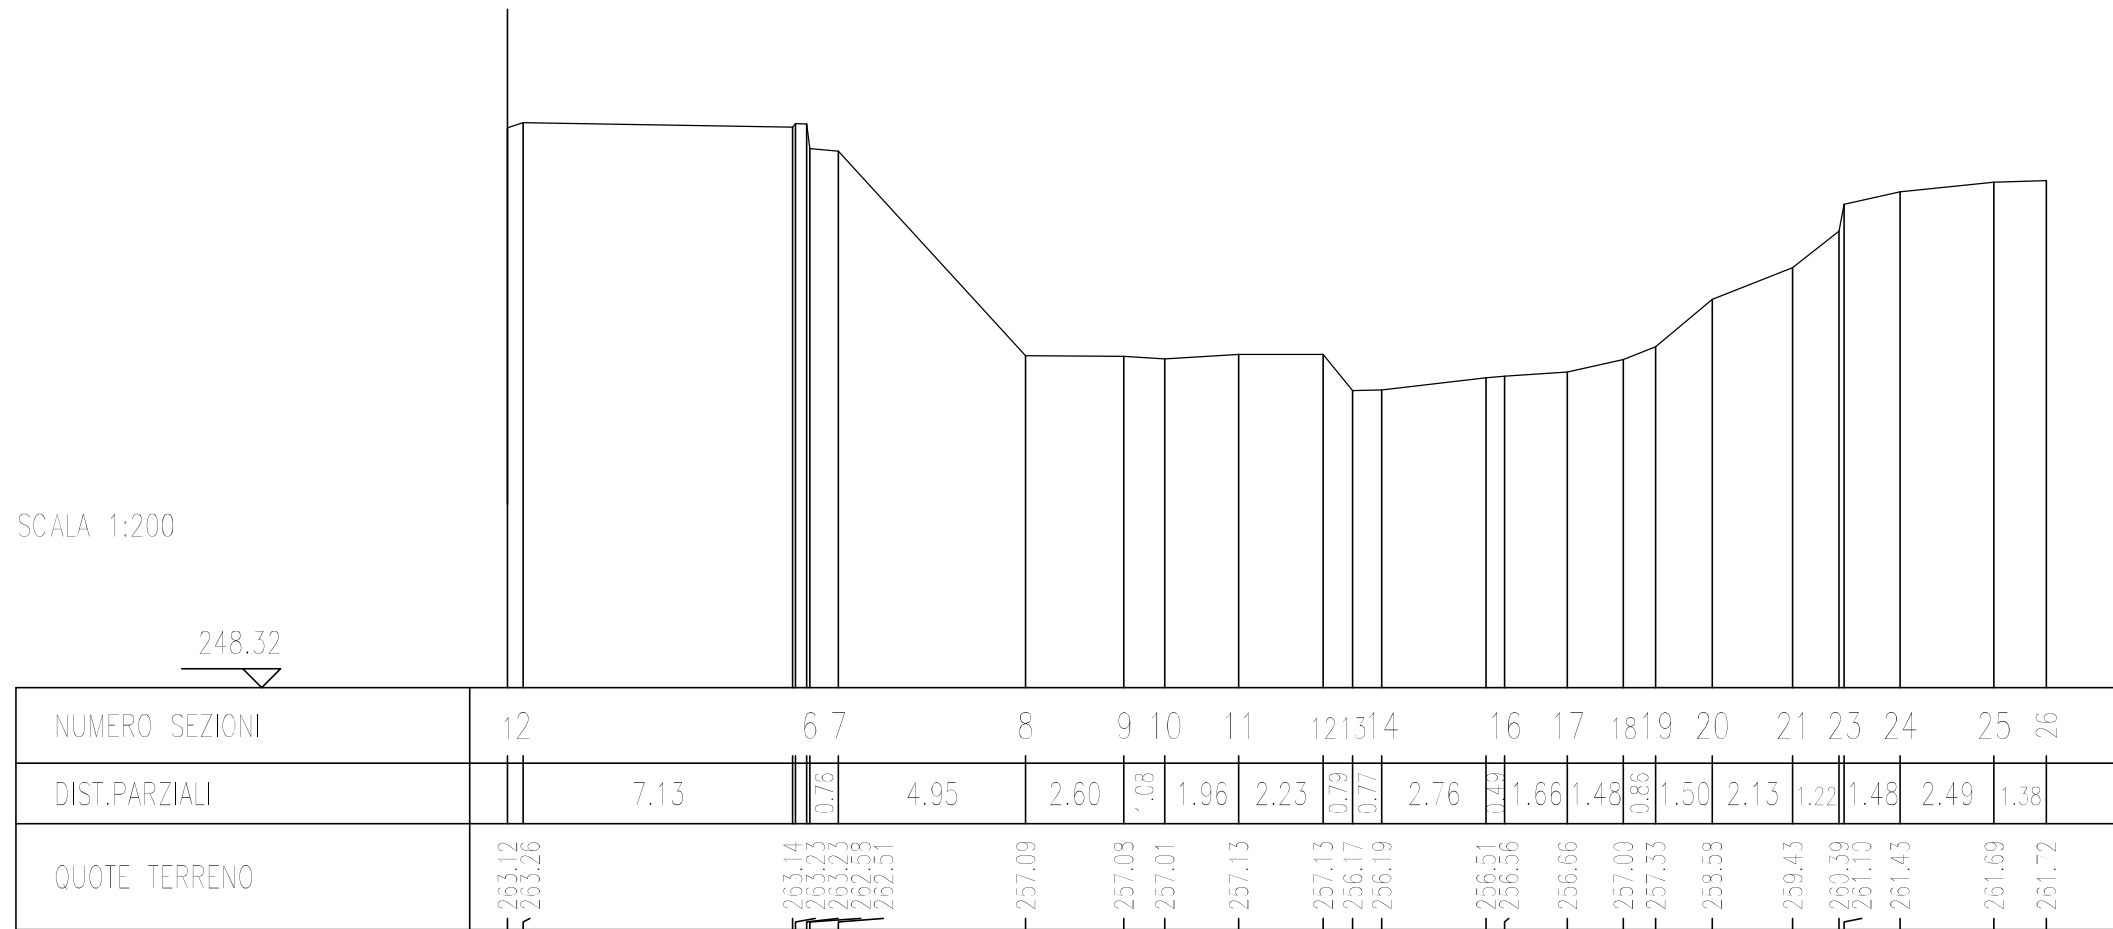 SCALA 1:200
248.32
NUMERO SEZIONI 1 2 6 7 8 9 10 11 12 13 14 16 17 18 19 20 21 23 24 25 26
DIST.PARZIALI 7.13 0.76 4.95 2.60 1.08 1.96 2.23 0.79 0.77 2.76 0.49 1.66 1.48 0.86 1.50 2.13 1.22 1.48 2.49 1.38
QUOTE TERRENO 263.12 263.26 263.14 263.23 263.23 262.58 262.51 257.09 257.08 257.01 257.13 257.13 256.17 256.19 256.51 256.56 256.66 257.00 257.33 258.58 259.43 260.39 261.10 261.43 261.69 261.72